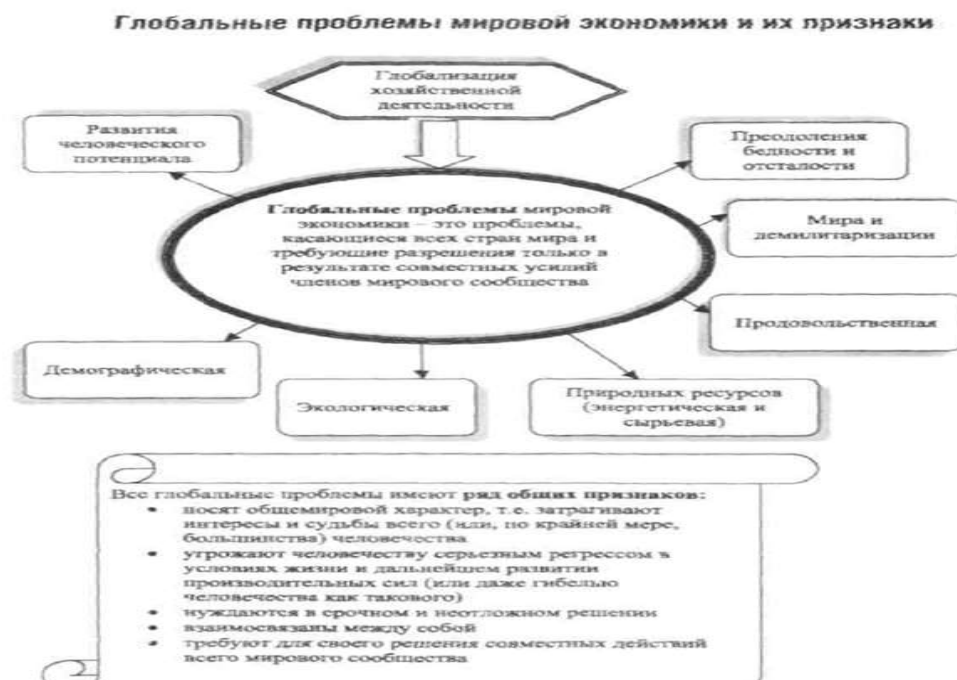 Глобальные проблемы мировой экономики и их признаки
Глобализация
хозяйственной
деятельности
Развития
человеческого
потенциала
Преодоления
бедности и
отсталости
Глобальные проблемы мировой
экономики – это проблемы,
касающиеся всех стран мира и
требующие разрешения только в
результате совместных усилий
членов мирового сообщества
Мира и
демилитаризации
Продовольственная
Демографическая
Экологическая
Природных ресурсов
(энергетическая и
сырьевая)
Все глобальные проблемы имеют ряд общих признаков:
• носят общемировой характер, т.е. затрагивают
интересы и судьбы всего (или, по крайней мере,
большинства) человечества
• угрожают человечеству серьезным регрессом в
условиях жизни и дальнейшем развитии
производительных сил (или даже гибелью
человечества как такового)
• нуждаются в срочном и неотложном решении
• взаимосвязаны между собой
• требуют для своего решения совместных действий
всего мирового сообщества